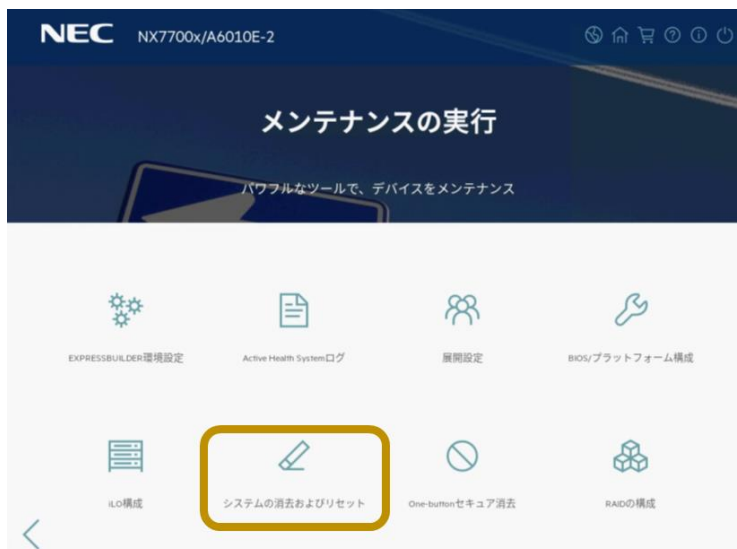 NEC NX7700x/A6010E-2
メンテナンスの実行
パワフルなツールで、デバイスをメンテナンス
EXPRESSBUILDER環境設定
Active Health Systemログ
展開設定
BIOS/プラットフォーム構成
iLO構成
システムの消去およびリセット
One-buttonセキュア消去
RAIDの構成